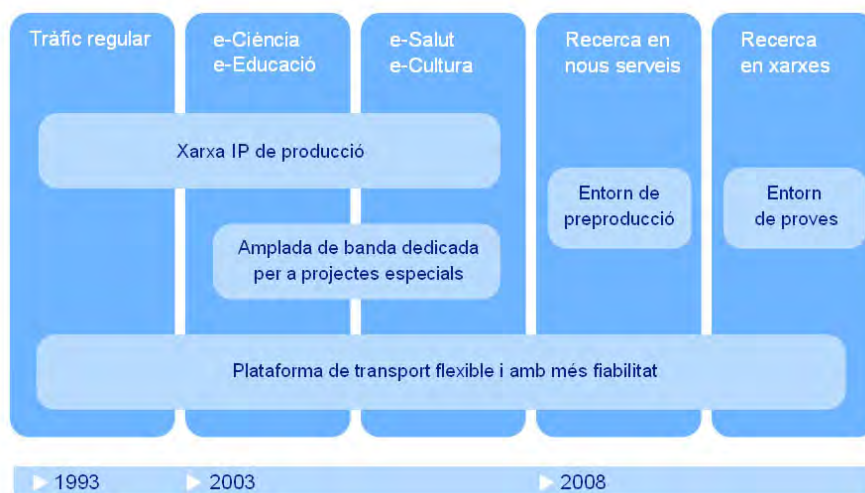 Tràfic regular
e-Ciència
e-Educació
e-Salut
e-Cultura
Recerca en
nous serveis
Recerca
en xarxes
Xarxa IP de producció
Entorn de
preproducció
Entorn
de proves
Amplada de banda dedicada
per a projectes especials
Plataforma de transport flexible i amb més fiabilitat
1993
2003
2008